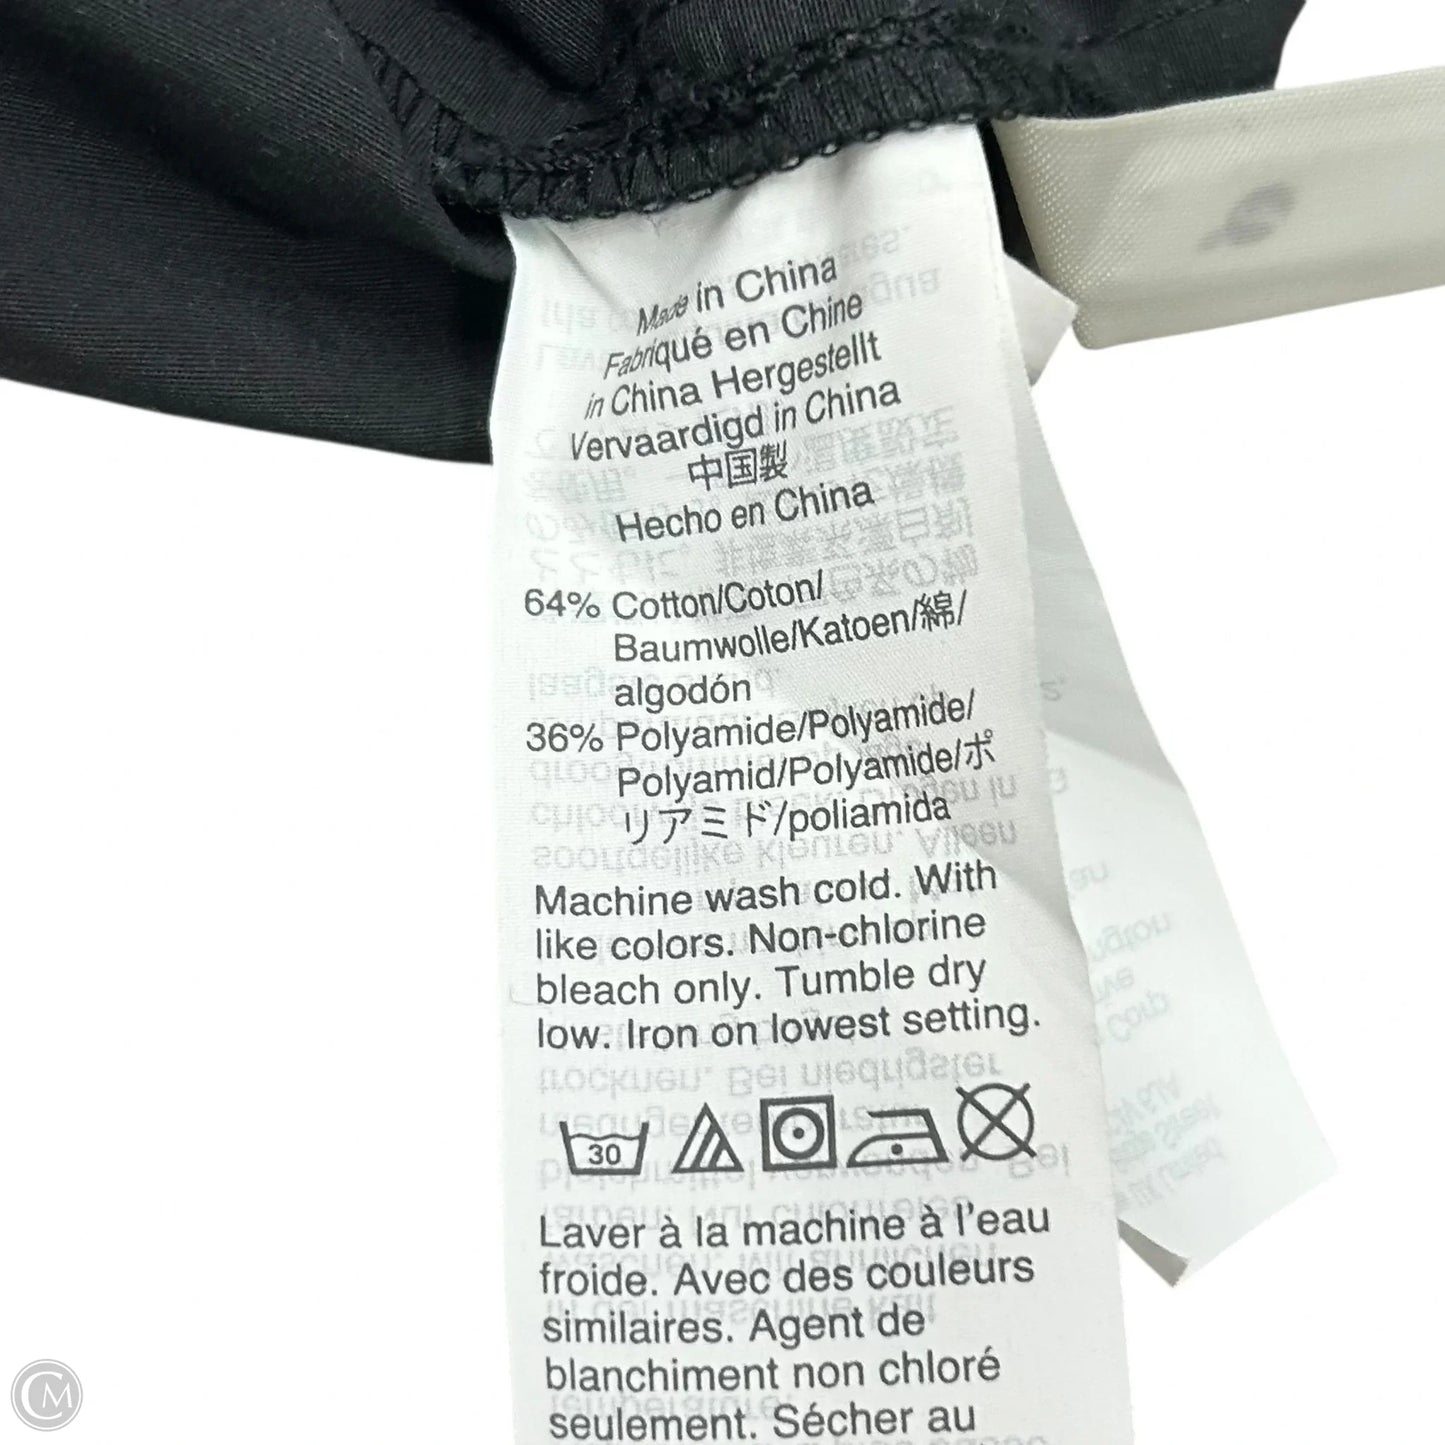 Made in China
Fabriqué en Chine
in China Hergestellt
Vervaardigd in China
中国製
Hecho en China
64% Cotton/Coton/
Baumwolle/Katoen/綿/
algodón
36% Polyamide/Polyamide/
Polyamid/Polyamide/ポ
リアミド/poliamida
Machine wash cold. With
like colors. Non-chlorine
bleach only. Tumble dry
low. Iron on lowest setting.
30
Laver à la machine à l'eau
froide. Avec des couleurs
similaires. Agent de
blanchiment non chloré
seulement. Sécher au
CM